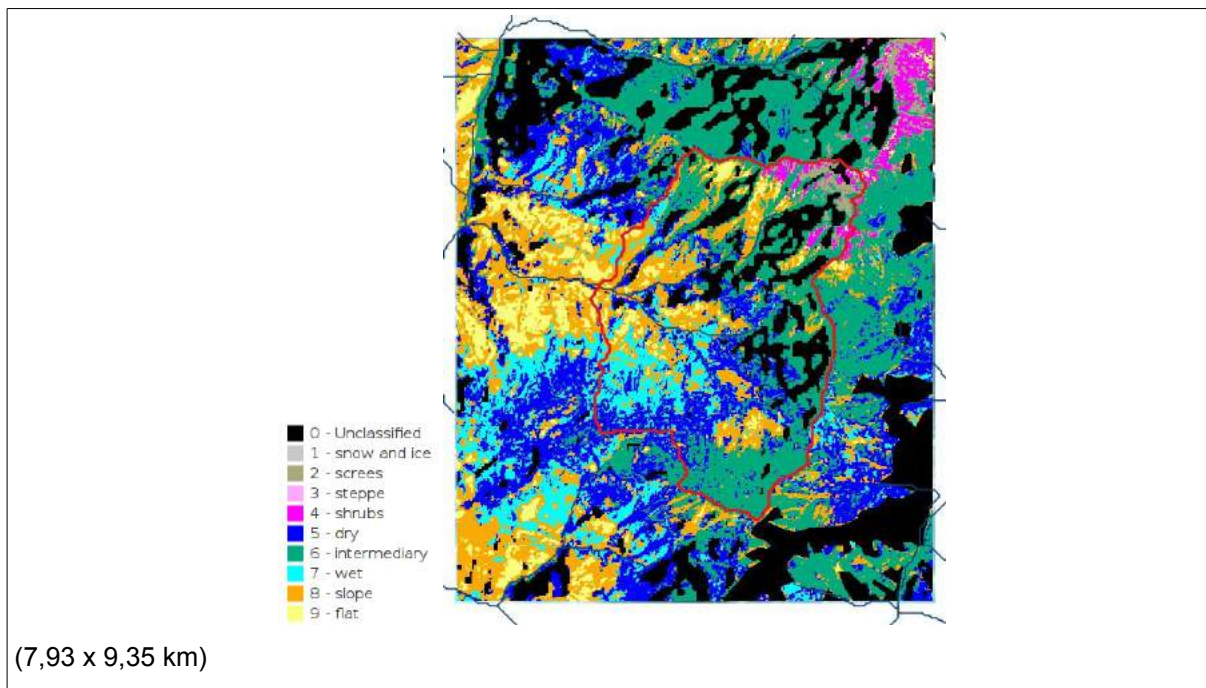 0 - Unclassified
1 - snow and ice
2 - screes
3 - steppe
4 - shrubs
5 - dry
6 - intermediary
7 - wet
8 - slope
9 - flat
(7,93 x 9,35 km)